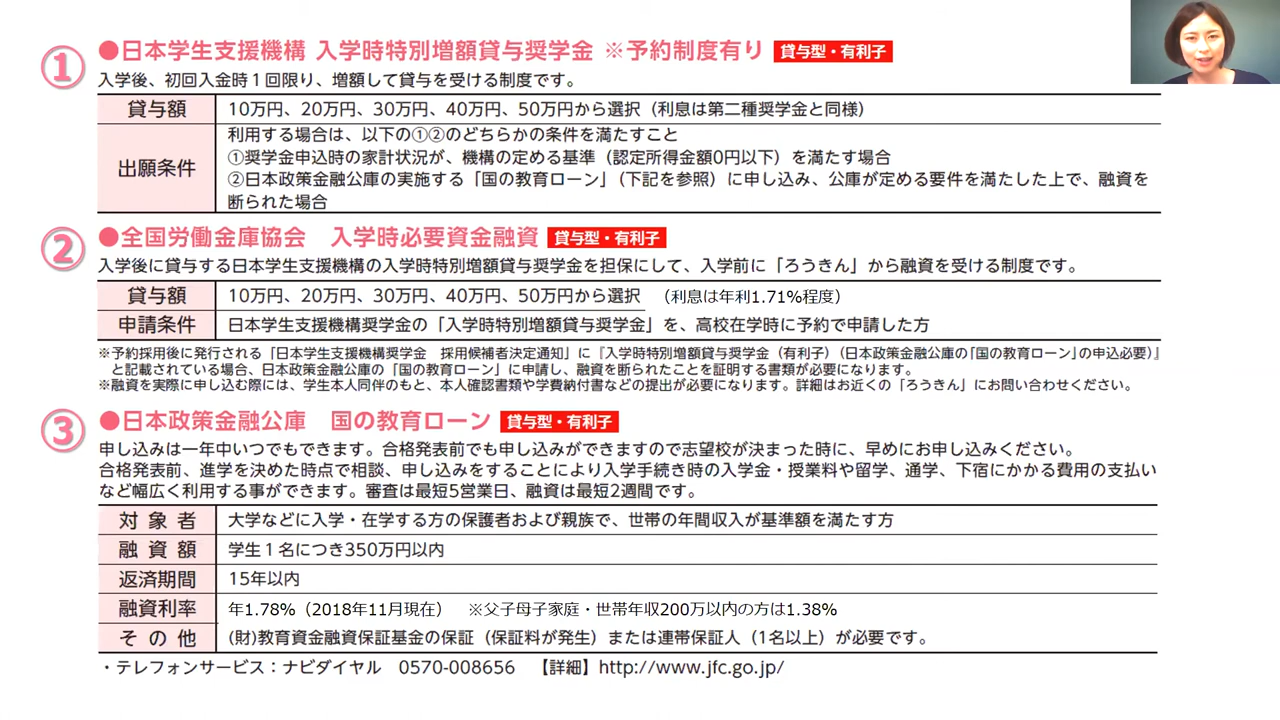 ① ●日本学生支援機構 入学時特別増額貸与奨学金 ※予約制度有り 貸与型・有利子
入学後、初回入金時1回限り、増額して貸与を受ける制度です。
貸与額 10万円、20万円、30万円、40万円、50万円から選択（利息は第二種奨学金と同様）
出願条件 利用する場合は、以下の①②のどちらかの条件を満たすこと
①奨学金申込時の家計状況が、機構の定める基準（認定所得金額0円以下）を満たす場合
②日本政策金融公庫の実施する「国の教育ローン」（下記を参照）に申し込み、公庫が定める要件を満たした上で、融資を
断られた場合
② ●全国労働金庫協会　入学時必要資金融資 貸与型・有利子
入学後に貸与する日本学生支援機構の入学時特別増額貸与奨学金を担保にして、入学前に「ろうきん」から融資を受ける制度です。
貸与額 10万円、20万円、30万円、40万円、50万円から選択 （利息は年利1.71%程度）
申請条件 日本学生支援機構奨学金の「入学時特別増額貸与奨学金」を、高校在学時に予約で申請した方
※予約採用後に発行される「日本学生支援機構奨学金　採用候補者決定通知」に『入学時特別増額貸与奨学金（有利子）（日本政策金融公庫の「国の教育ローン」の申込必要）』
と記載されている場合、日本政策金融公庫の「国の教育ローン」に申請し、融資を断られたことを証明する書類が必要になります。
※融資を実際に申し込む際には、学生本人同伴のもと、本人確認書類や学費納付書などの提出が必要になります。詳細はお近くの「ろうきん」にお問い合わせください。
③ ●日本政策金融公庫　国の教育ローン 貸与型・有利子
申し込みは一年中いつでもできます。合格発表前でも申し込みができますので志望校が決まった時に、早めにお申し込みください。
合格発表前、進学を決めた時点で相談、申し込みをすることにより入学手続き時の入学金・授業料や留学、通学、下宿にかかる費用の支払い
など幅広く利用する事ができます。審査は最短5営業日、融資は最短2週間です。
対象者 大学などに入学・在学する方の保護者および親族で、世帯の年間収入が基準額を満たす方
融資額 学生1名につき350万円以内
返済期間 15年以内
融資利率 年1.78%（2018年11月現在）　※父子母子家庭・世帯年収200万以内の方は1.38%
その他 (財)教育資金融資保証基金の保証（保証料が発生）または連帯保証人（1名以上）が必要です。
・テレフォンサービス：ナビダイヤル　0570-008656　【詳細】http://www.jfc.go.jp/